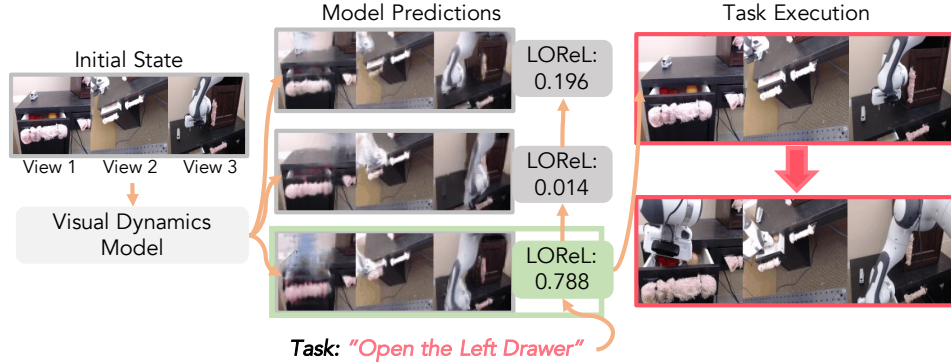 Model Predictions
Task Execution
Initial State
View 1
View 2
View 3
Visual Dynamics
Model
LOReL:
0.196
LOReL:
0.014
LOReL:
0.788
Task: "Open the Left Drawer"